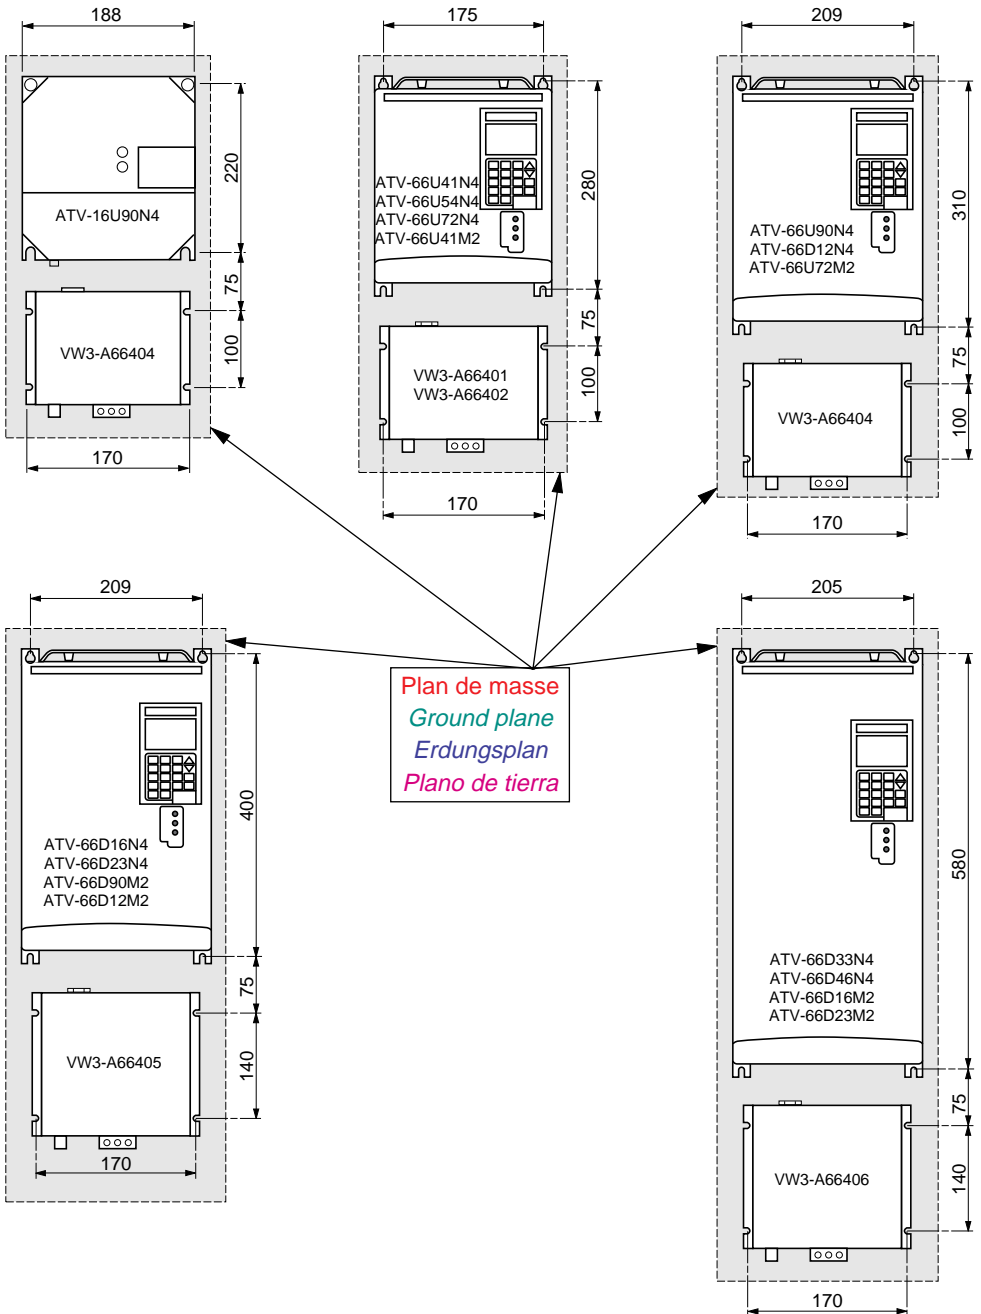 188
220
ATV-16U90N4
75
VW3-A66404
100
170
175
280
ATV-66U41N4
ATV-66U54N4
ATV-66U72N4
ATV-66U41M2
75
VW3-A66401
VW3-A66402
100
170
209
310
ATV-66U90N4
ATV-66D12N4
ATV-66U72M2
75
VW3-A66404
100
170
Plan de masse
Ground plane
Erdungsplan
Plano de tierra
209
400
ATV-66D16N4
ATV-66D23N4
ATV-66D90M2
ATV-66D12M2
75
VW3-A66405
140
170
205
580
ATV-66D33N4
ATV-66D46N4
ATV-66D16M2
ATV-66D23M2
75
VW3-A66406
140
170